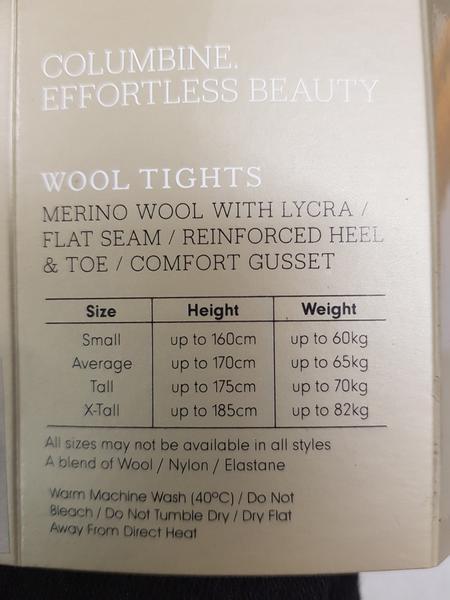 COLUMBINE.
EFFORTLESS BEAUTY
WOOL TIGHTS
MERINO WOOL WITH LYCRA /
FLAT SEAM / REINFORCED HEEL
& TOE / COMFORT GUSSET
Size Height Weight
Small up to 160cm up to 60kg
Average up to 170cm up to 65kg
Tall up to 175cm up to 70kg
X-Tall up to 185cm up to 82kg
All sizes may not be available in all styles
A blend of Wool / Nylon / Elastane
Warm Machine Wash (40ºC) / Do Not
Bleach / Do Not Tumble Dry / Dry Flat
Away From Direct Heat